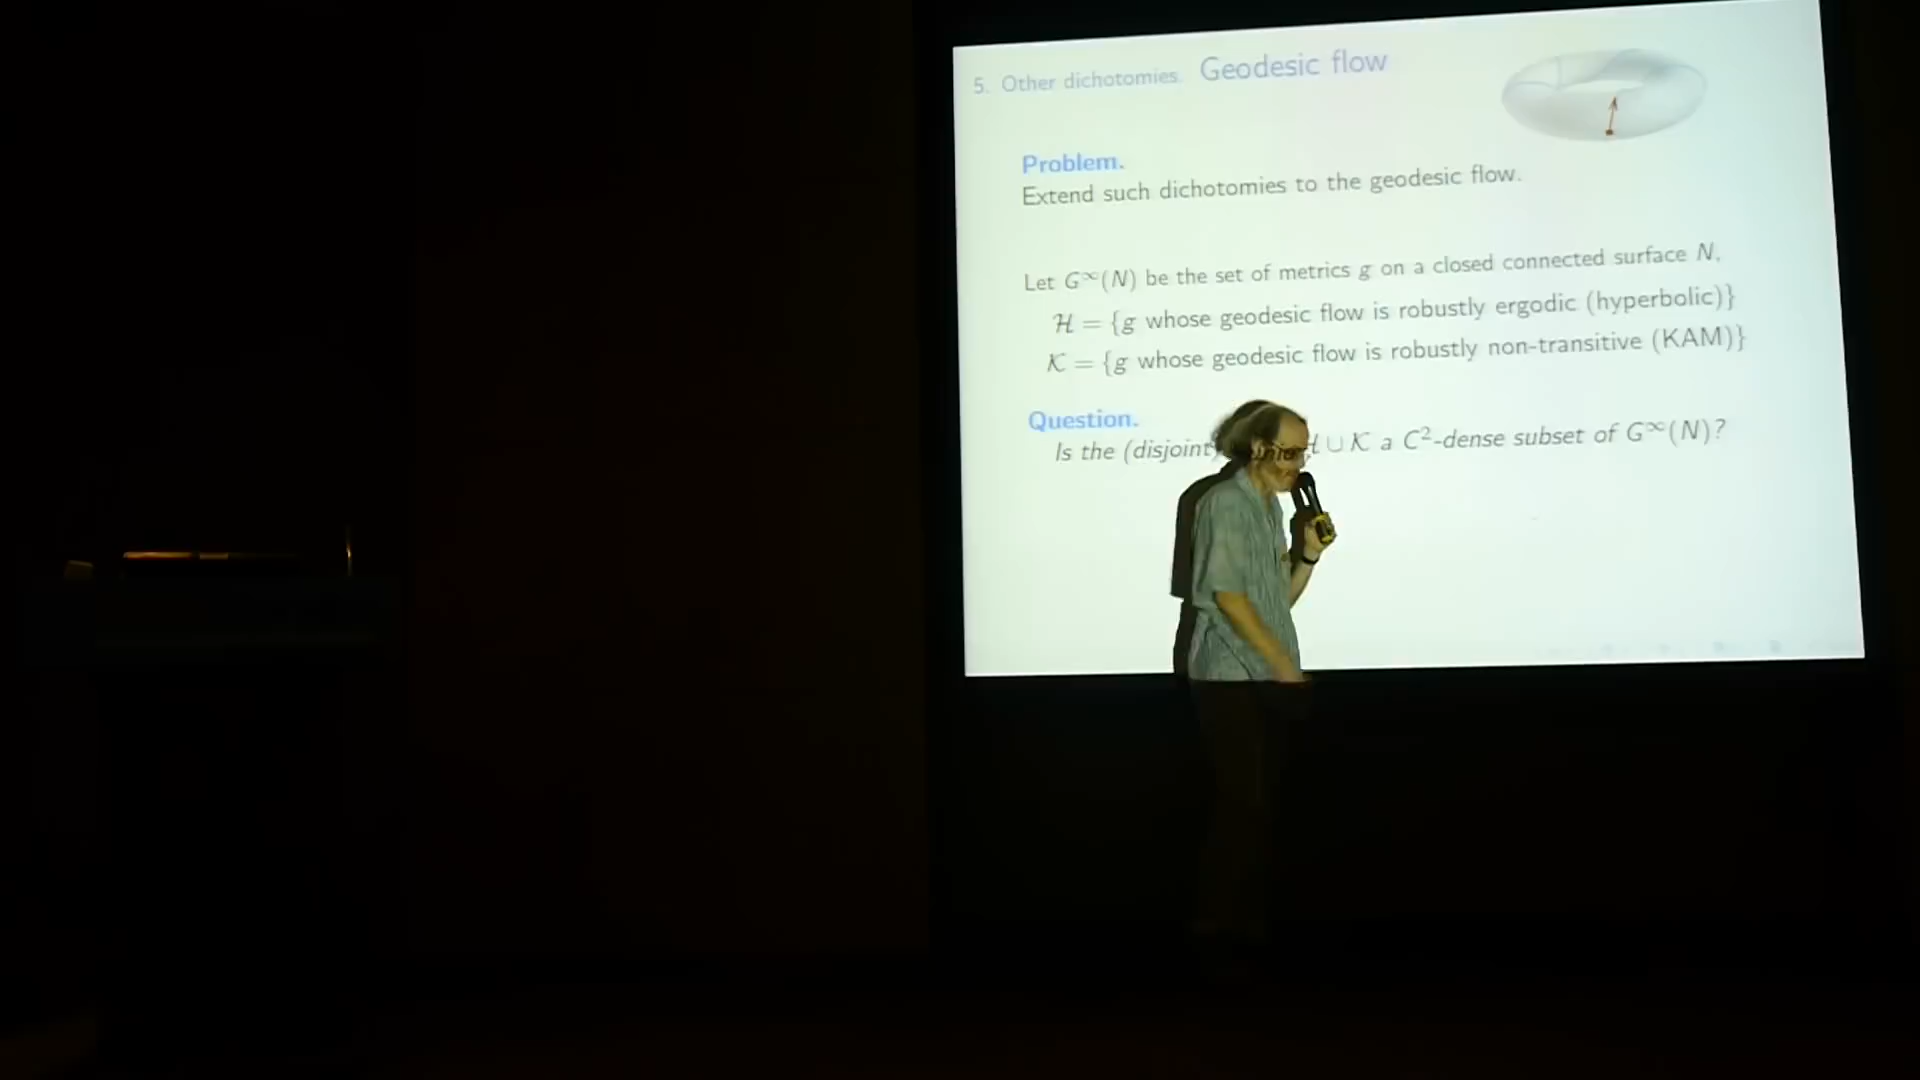 5. Other dichotomies. Geodesic flow
Problem.
Extend such dichotomies to the geodesic flow.
Let G^∞(N) be the set of metrics g on a closed connected surface N,
ℋ = {g whose geodesic flow is robustly ergodic (hyperbolic)}
𝒦 = {g whose geodesic flow is robustly non-transitive (KAM)}
Question.
Is the (disjoint) ∪ 𝒦 a C²-dense subset of G^∞(N)?